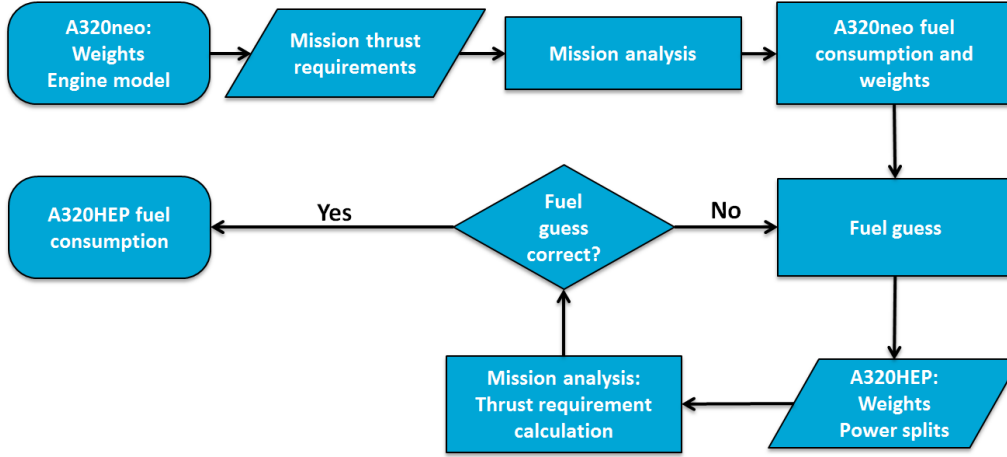 A320neo:
Weights
Engine model
Mission thrust
requirements
Mission analysis
A320neo fuel
consumption and
weights
A320HEP fuel
consumption
Yes
Fuel
guess
correct?
No
Fuel guess
Mission analysis:
Thrust requirement
calculation
A320HEP:
Weights
Power splits